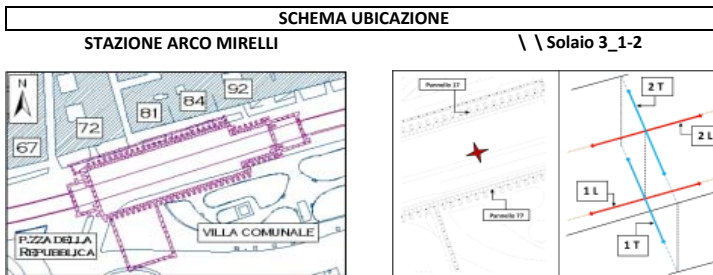 SCHEMA UBICAZIONE
STAZIONE ARCO MIRELLI
\ \ Solaio 3_1-2
N
92
84
81
72
67
VILLA COMUNALE
P.ZZA DELLA
REPUBBLICA
Pannello 17
Pannello 77
2 T
2 L
1 L
1 T